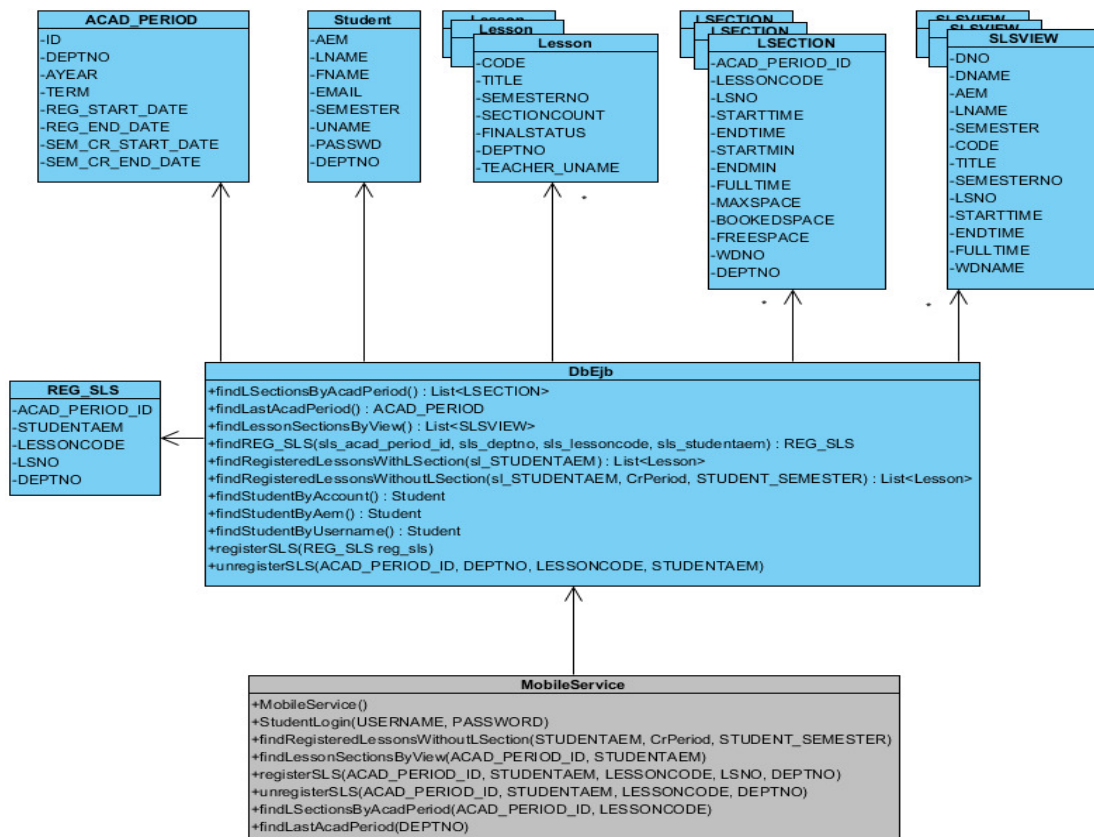 ACAD_PERIOD
-ID
-DEPTNO
-AYEAR
-TERM
-REG_START_DATE
-REG_END_DATE
-SEM_CR_START_DATE
-SEM_CR_END_DATE
Student
-AEM
-LNAME
-FNAME
-EMAIL
-SEMESTER
-UNAME
-PASSWD
-DEPTNO
Lesson
Lesson
Lesson
-CODE
-TITLE
-SEMESTERNO
-SECTIONCOUNT
-FINALSTATUS
-DEPTNO
-TEACHER_UNAME
*
LSECTION
LSECTION
LSECTION
-ACAD_PERIOD_ID
-LESSONCODE
-LSNO
-STARTTIME
-ENDTIME
-STARTMIN
-ENDMIN
-FULLTIME
-MAXSPACE
-BOOKEDSPACE
-FREESPACE
-WDNO
-DEPTNO
*
SLSVIEW
SLSVIEW
SLSVIEW
-DNO
-DNAME
-AEM
-LNAME
-SEMESTER
-CODE
-TITLE
-SEMESTERNO
-LSNO
-STARTTIME
-ENDTIME
-FULLTIME
-WDNAME
*
REG_SLS
-ACAD_PERIOD_ID
-STUDENTAEM
-LESSONCODE
-LSNO
-DEPTNO
DbEjb
+findLSectionsByAcadPeriod() : List<LSECTION>
+findLastAcadPeriod() : ACAD_PERIOD
+findLessonSectionsByView() : List<SLSVIEW>
+findREG_SLS(sls_acad_period_id, sls_deptno, sls_lessoncode, sls_studentaem) : REG_SLS
+findRegisteredLessonsWithLSection(sl_STUDENTAEM) : List<Lesson>
+findRegisteredLessonsWithoutLSection(sl_STUDENTAEM, CrPeriod, STUDENT_SEMESTER) : List<Lesson>
+findStudentByAccount() : Student
+findStudentByAem() : Student
+findStudentByUsername() : Student
+registerSLS(REG_SLS reg_sls)
+unregisterSLS(ACAD_PERIOD_ID, DEPTNO, LESSONCODE, STUDENTAEM)
MobileService
+MobileService()
+StudentLogin(USERNAME, PASSWORD)
+findRegisteredLessonsWithoutLSection(STUDENTAEM, CrPeriod, STUDENT_SEMESTER)
+findLessonSectionsByView(ACAD_PERIOD_ID, STUDENTAEM)
+registerSLS(ACAD_PERIOD_ID, STUDENTAEM, LESSONCODE, LSNO, DEPTNO)
+unregisterSLS(ACAD_PERIOD_ID, STUDENTAEM, LESSONCODE, DEPTNO)
+findLSectionsByAcadPeriod(ACAD_PERIOD_ID, LESSONCODE)
+findLastAcadPeriod(DEPTNO)